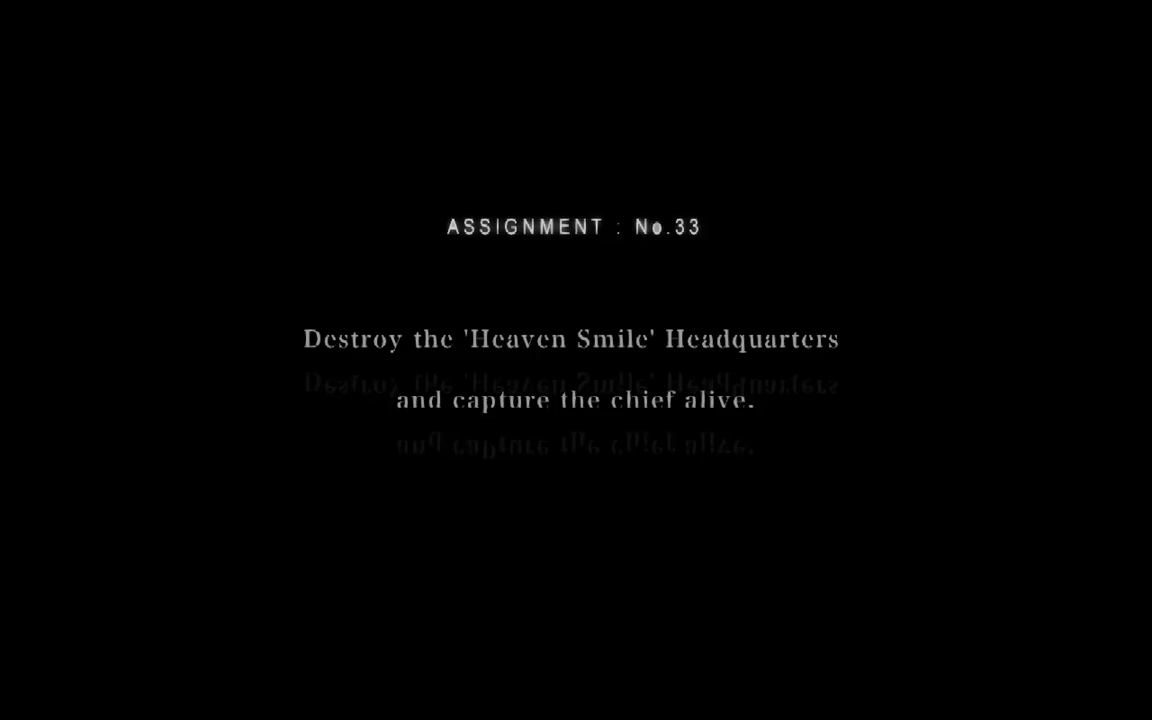 ASSIGNMENT : No.33
Destroy the 'Heaven Smile' Headquarters
and capture the chief alive.